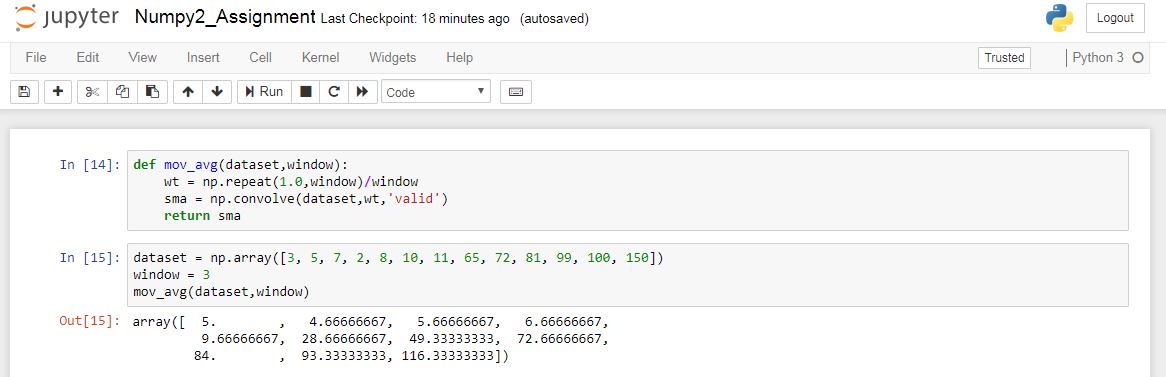 jupyter Numpy2_Assignment Last Checkpoint: 18 minutes ago (autosaved) Logout
File Edit View Insert Cell Kernel Widgets Help Trusted Python 3
Run Code
In [14]: def mov_avg(dataset,window):
wt = np.repeat(1.0,window)/window
sma = np.convolve(dataset,wt,'valid')
return sma
In [15]: dataset = np.array([3, 5, 7, 2, 8, 10, 11, 65, 72, 81, 99, 100, 150])
window = 3
mov_avg(dataset,window)
Out[15]: array([ 5. , 4.66666667, 5.66666667, 6.66666667,
9.66666667, 28.66666667, 49.33333333, 72.66666667,
84. , 93.33333333, 116.33333333])